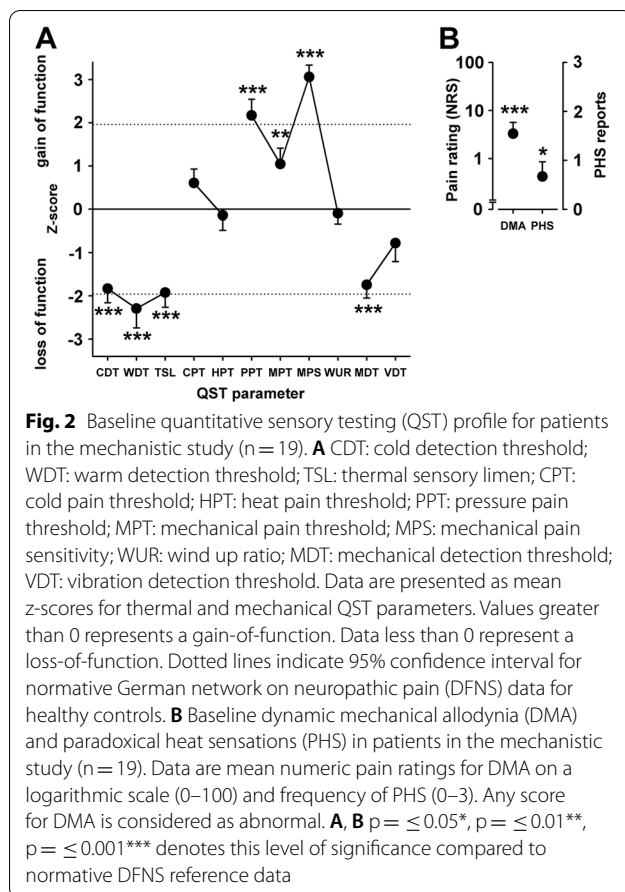 A
gain of function
Z-score
loss of function
3
2
1
0
-1
-2
-3
***
***
***
***
**
***
***
CDT WDT TSL CPT HPT PPT MPT MPS WUR MDT VDT
QST parameter
B
Pain rating (NRS)
100
10
1
0
***
*
3
2
1
0
PHS reports
DMA PHS
Fig. 2 Baseline quantitative sensory testing (QST) profile for patients
in the mechanistic study (n = 19). A CDT: cold detection threshold;
WDT: warm detection threshold; TSL: thermal sensory limen; CPT:
cold pain threshold; HPT: heat pain threshold; PPT: pressure pain
threshold; MPT: mechanical pain threshold; MPS: mechanical pain
sensitivity; WUR: wind up ratio; MDT: mechanical detection threshold;
VDT: vibration detection threshold. Data are presented as mean
z-scores for thermal and mechanical QST parameters. Values greater
than 0 represents a gain-of-function. Data less than 0 represent a
loss-of-function. Dotted lines indicate 95% confidence interval for
normative German network on neuropathic pain (DFNS) data for
healthy controls. B Baseline dynamic mechanical allodynia (DMA)
and paradoxical heat sensations (PHS) in patients in the mechanistic
study (n = 19). Data are mean numeric pain ratings for DMA on a
logarithmic scale (0–100) and frequency of PHS (0–3). Any score
for DMA is considered as abnormal. A, B p = ≤ 0.05*, p = ≤ 0.01**,
p = ≤ 0.001*** denotes this level of significance compared to
normative DFNS reference data